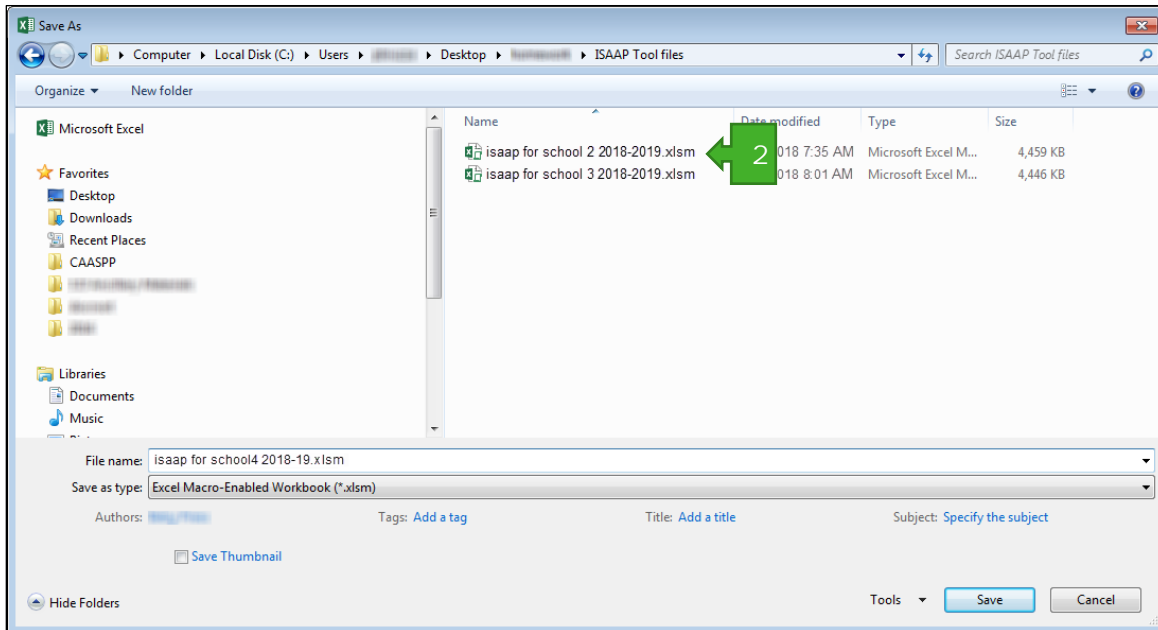 Save As
Computer Local Disk (C:) Users Desktop ISAAP Tool files Search ISAAP Tool files
Organize New folder
Microsoft Excel
Favorites
Desktop
Downloads
Recent Places
CAASPP
Libraries
Documents
Music
Name Date modified Type Size
isaap for school 2 2018-2019.xlsm 2 018 7:35 AM Microsoft Excel M... 4,459 KB
isaap for school 3 2018-2019.xlsm 018 8:01 AM Microsoft Excel M... 4,446 KB
File name: isaap for school4 2018-19.xlsm
Save as type: Excel Macro-Enabled Workbook (*.xlsm)
Authors: Tags: Add a tag Title: Add a title Subject: Specify the subject
Save Thumbnail
Hide Folders Tools Save Cancel